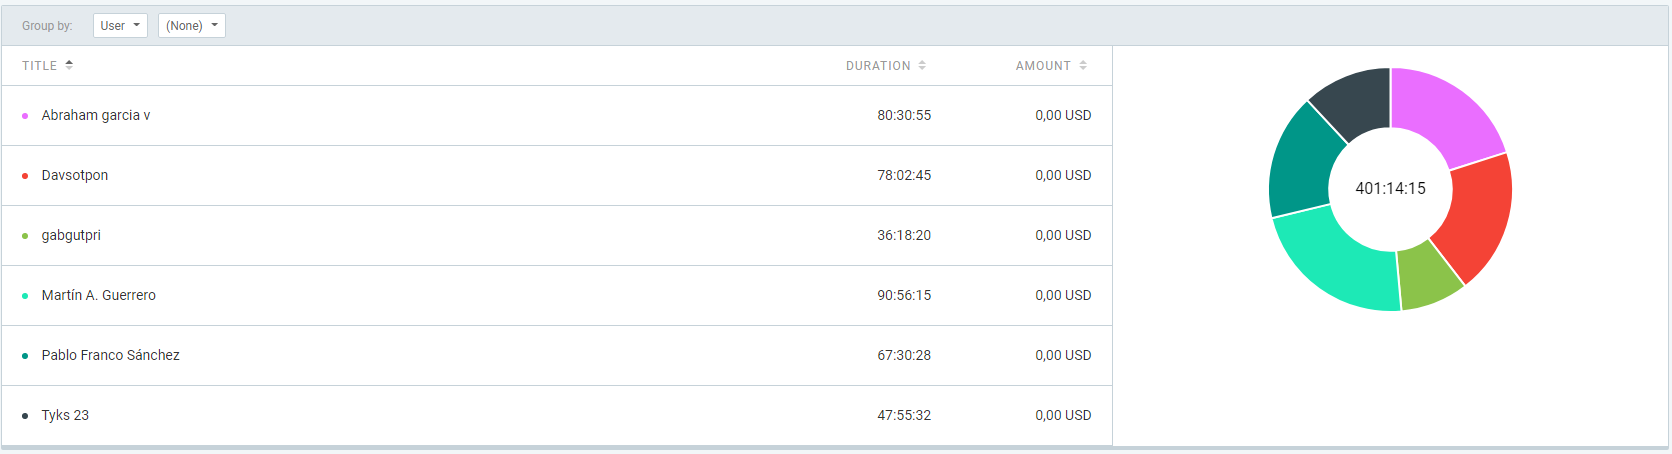 Group by: User (None)
TITLE DURATION AMOUNT
Abraham garcia v 80:30:55 0,00 USD
Davsotpon 78:02:45 0,00 USD
gabgutpri 36:18:20 0,00 USD
Martín A. Guerrero 90:56:15 0,00 USD
Pablo Franco Sánchez 67:30:28 0,00 USD
Tyks 23 47:55:32 0,00 USD
401:14:15